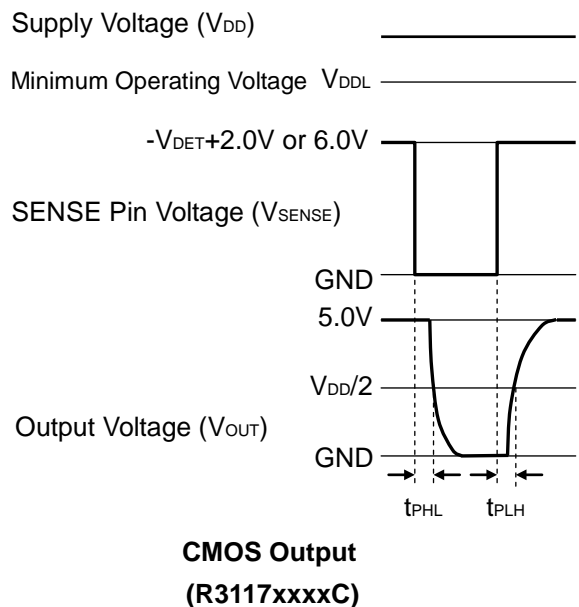 Supply Voltage (VDD)
Minimum Operating Voltage VDDL
-VDET+2.0V or 6.0V
SENSE Pin Voltage (VSENSE)
GND
5.0V
VDD/2
Output Voltage (VOUT)
GND
tPHL tPLH
CMOS Output
(R3117xxxxC)